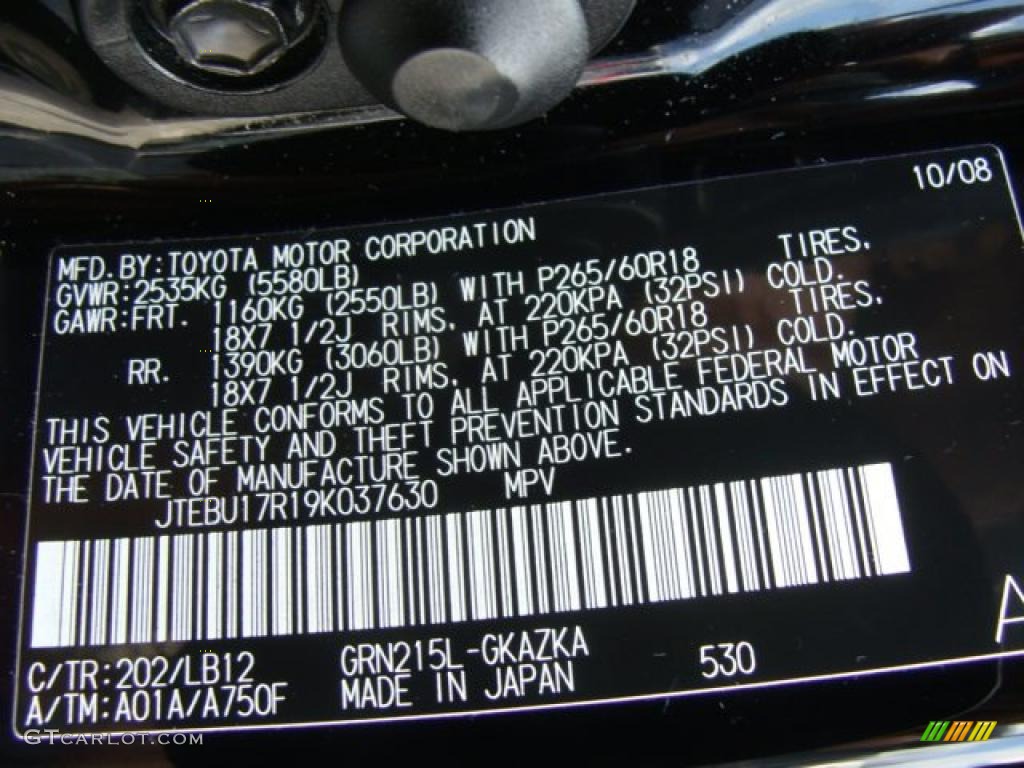 10/08
MFD.BY:TOYOTA MOTOR CORPORATION
GVWR:2535KG (5580LB)
GAWR:FRT. 1160KG (2550LB) WITH P265/60R18 TIRES,
18X7 1/2J RIMS, AT 220KPA (32PSI) COLD.
RR. 1390KG (3060LB) WITH P265/60R18 TIRES,
18X7 1/2J RIMS, AT 220KPA (32PSI) COLD.
THIS VEHICLE CONFORMS TO ALL APPLICABLE FEDERAL MOTOR
VEHICLE SAFETY AND THEFT PREVENTION STANDARDS IN EFFECT ON
THE DATE OF MANUFACTURE SHOWN ABOVE.
JTEBU17R19K037630 MPV
C/TR:202/LB12 GRN215L-GKAZKA 530
A/TM:A01A/A750F MADE IN JAPAN
A
GTCARLOT.COM